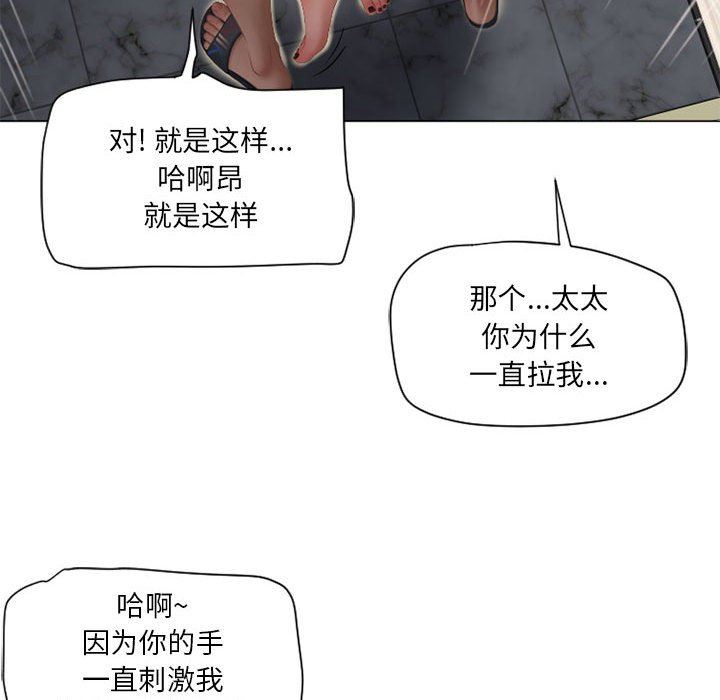 对! 就是这样...
哈啊昂
就是这样
那个...太太
你为什么
一直拉我...
哈啊~
因为你的手
一直刺激我